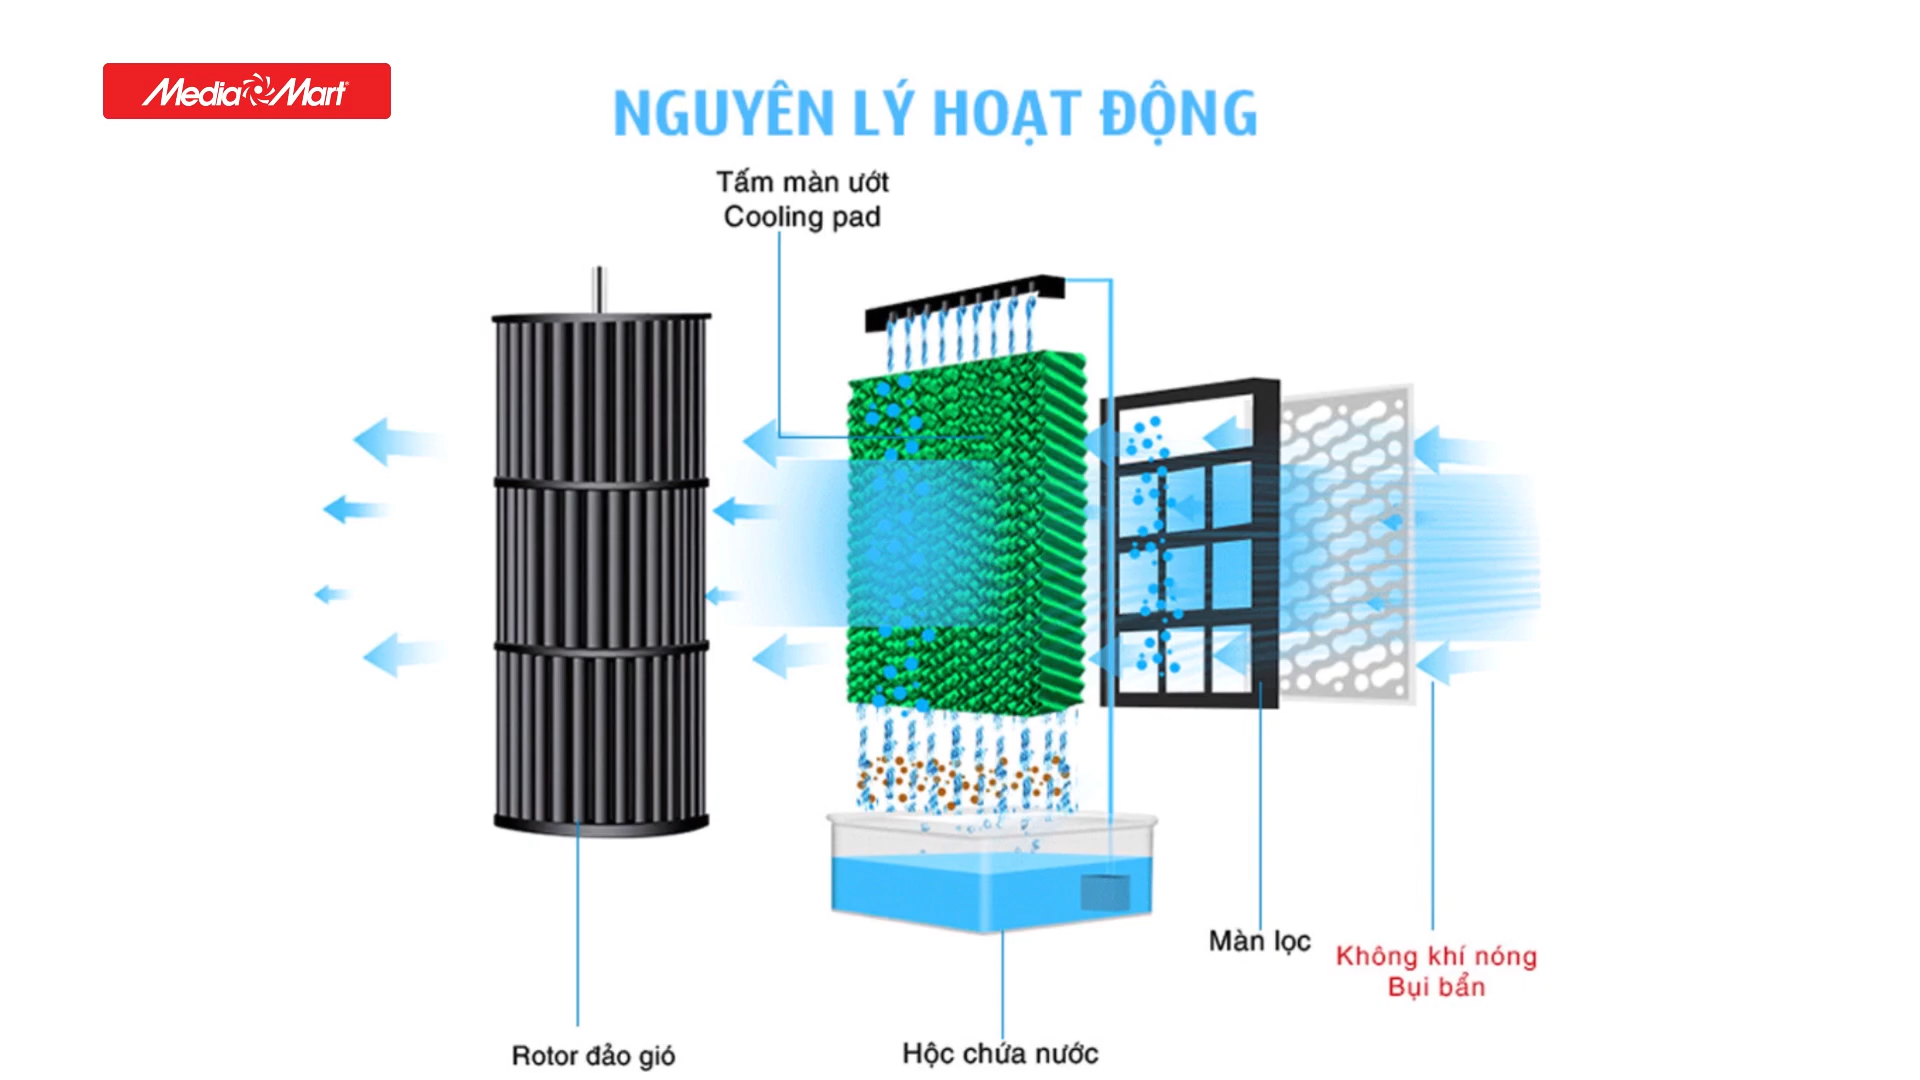 MediaMart
NGUYÊN LÝ HOẠT ĐỘNG
Tấm màn ướt
Cooling pad
Màn lọc
Không khí nóng
Bụi bẩn
Rotor đảo gió
Hộc chứa nước